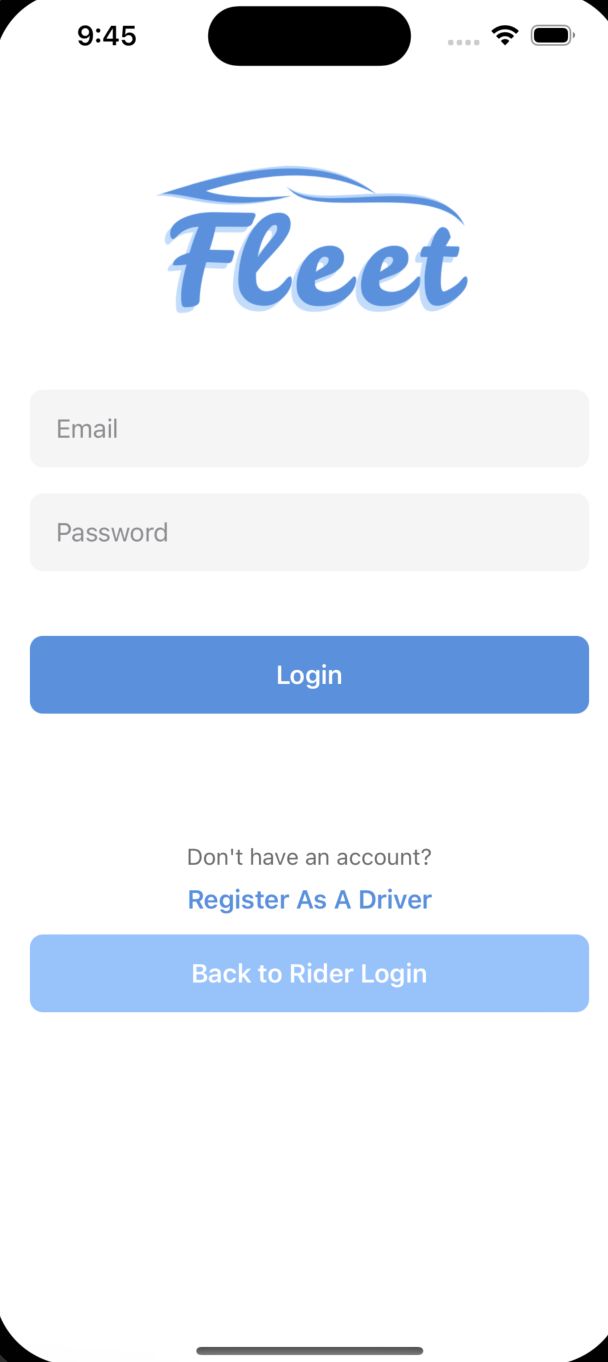 9:45
Fleet
Email
Password
Login
Don't have an account?
Register As A Driver
Back to Rider Login